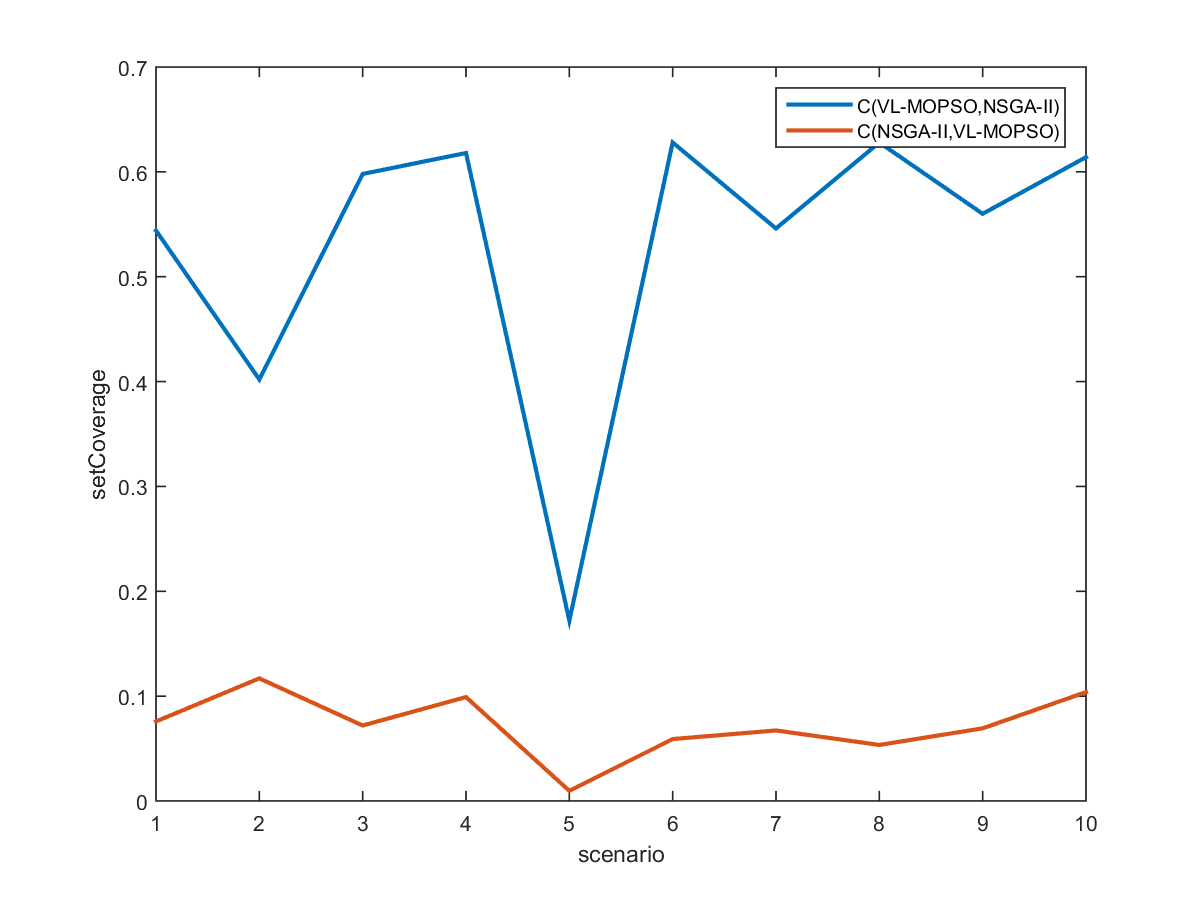 C(VL-MOPSO,NSGA-II)
C(NSGA-II,VL-MOPSO)
setCoverage
0.7
0.6
0.5
0.4
0.3
0.2
0.1
0
1 2 3 4 5 6 7 8 9 10
scenario